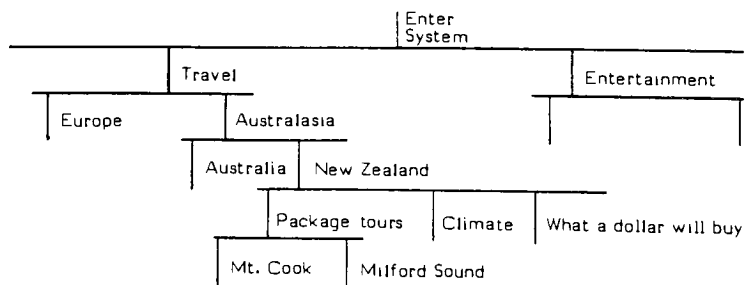 Enter
System
Travel
Entertainment
Europe
Australasia
Australia
New Zealand
Package tours
Climate
What a dollar will buy
Mt. Cook
Milford Sound